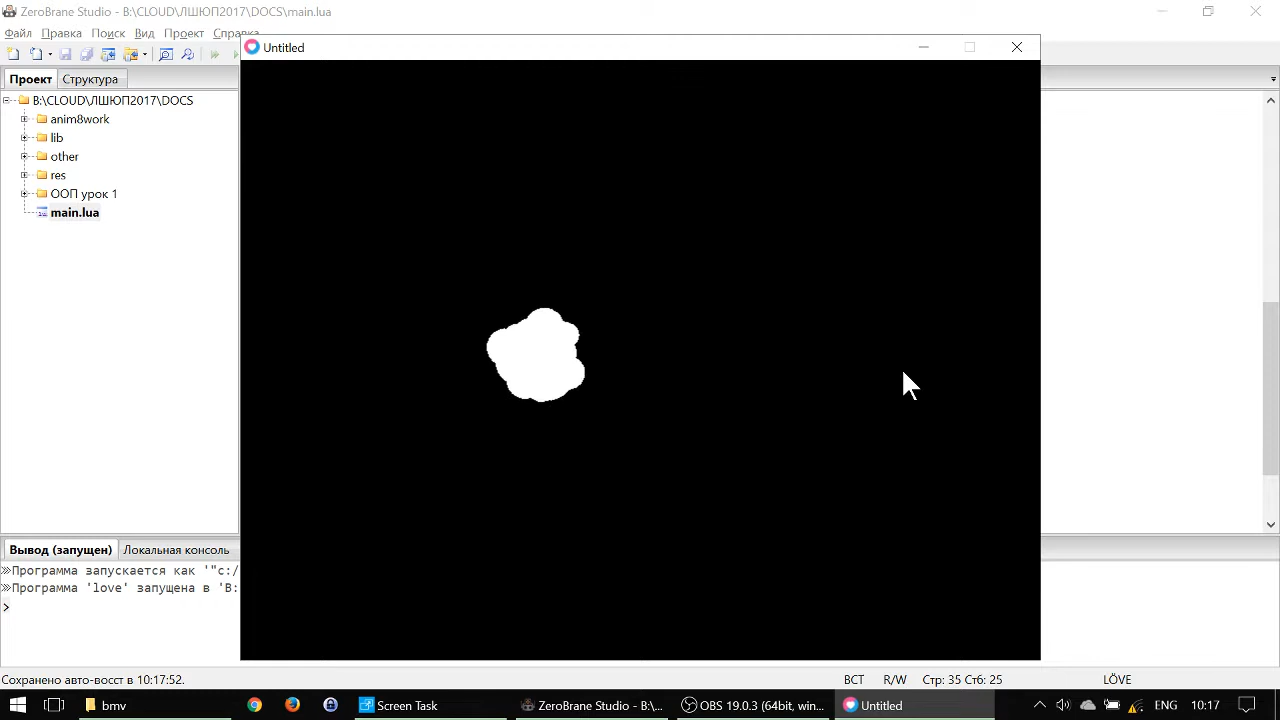 ZeroBrane Studio - B:\CLOUD\ЛШЮП2017\DOCS\main.lua
Файл Правка Поиск Вид Проект Справка
Untitled
Проект Структура
B:\CLOUD\ЛШЮП2017\DOCS
anim8work
lib
other
res
ООП урок 1
main.lua
Вывод (запущен) Локальная консоль
Программа запускается как '"c:/
Программа 'love' запущена в 'B:
>
Сохранено авто-восст в 10:17:52.
ВСТ R/W Стр: 35 Стб: 25 LÖVE
bmv Screen Task ZeroBrane Studio - B:\... OBS 19.0.3 (64bit, win... Untitled ENG 10:17